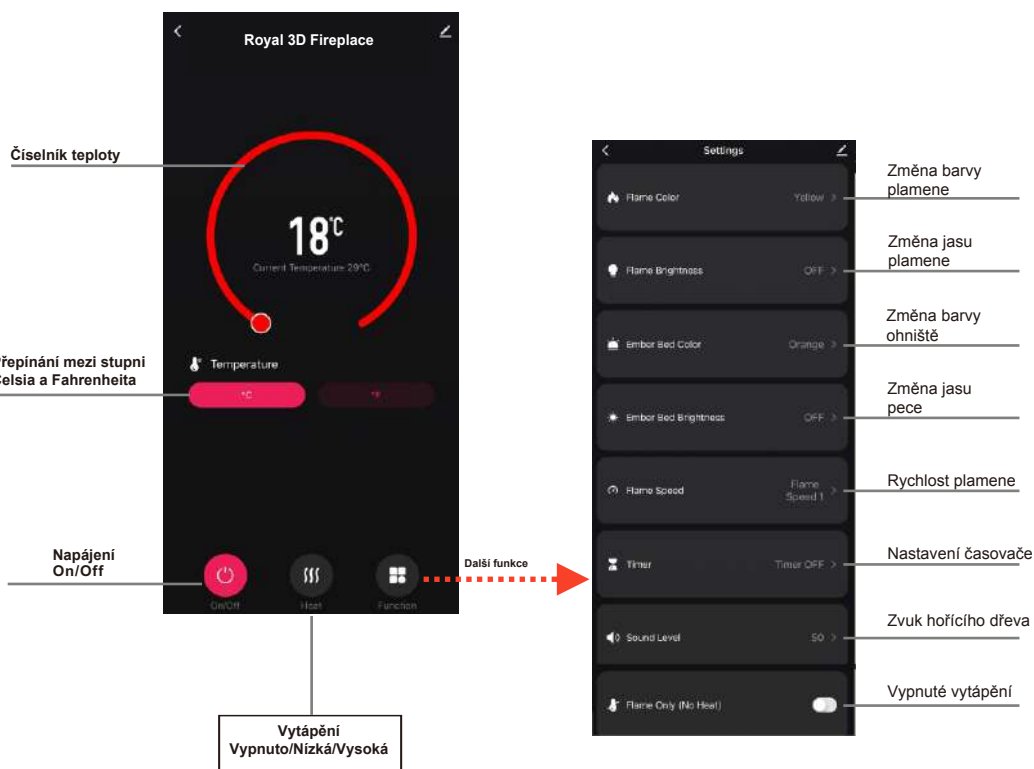 Royal 3D Fireplace
Číselník teploty
18°C
Current Temperature 29°C
Přepínání mezi stupni
Celsia a Fahrenheita
Temperature
°C
°F
Napájení
On/Off
On/Off
Heat
Function
Další funkce
Vytápění
Vypnuto/Nízká/Vysoká
Settings
Flame Color
Yellow
Změna barvy
plamene
Flame Brightness
OFF
Změna jasu
plamene
Ember Bed Color
Orange
Změna barvy
ohniště
Ember Bed Brightness
OFF
Změna jasu
pece
Flame Speed
Flame
Speed 1
Rychlost plamene
Timer
Timer OFF
Nastavení časovače
Sound Level
50
Zvuk hořícího dřeva
Flame Only (No Heat)
Vypnuté vytápění